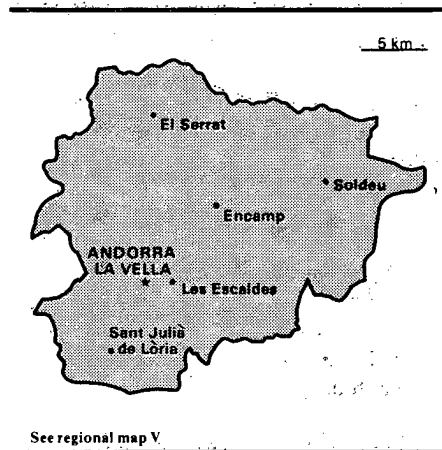 5 km
El Serrat
Soldeu
Encamp
ANDORRA
LA VELLA
Les Escaldes
Sant Julià
de Lòria
See regional map V